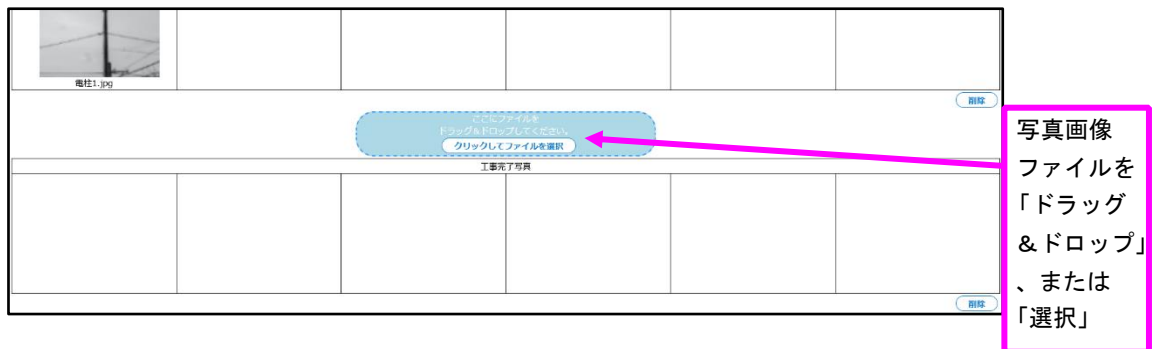 電柱1.jpg
削除
ここにファイルを
ドラッグ&ドロップしてください。
クリックしてファイルを選択
工事完了写真
削除
写真画像
ファイルを
「ドラッグ
&ドロップ」
、または
「選択」